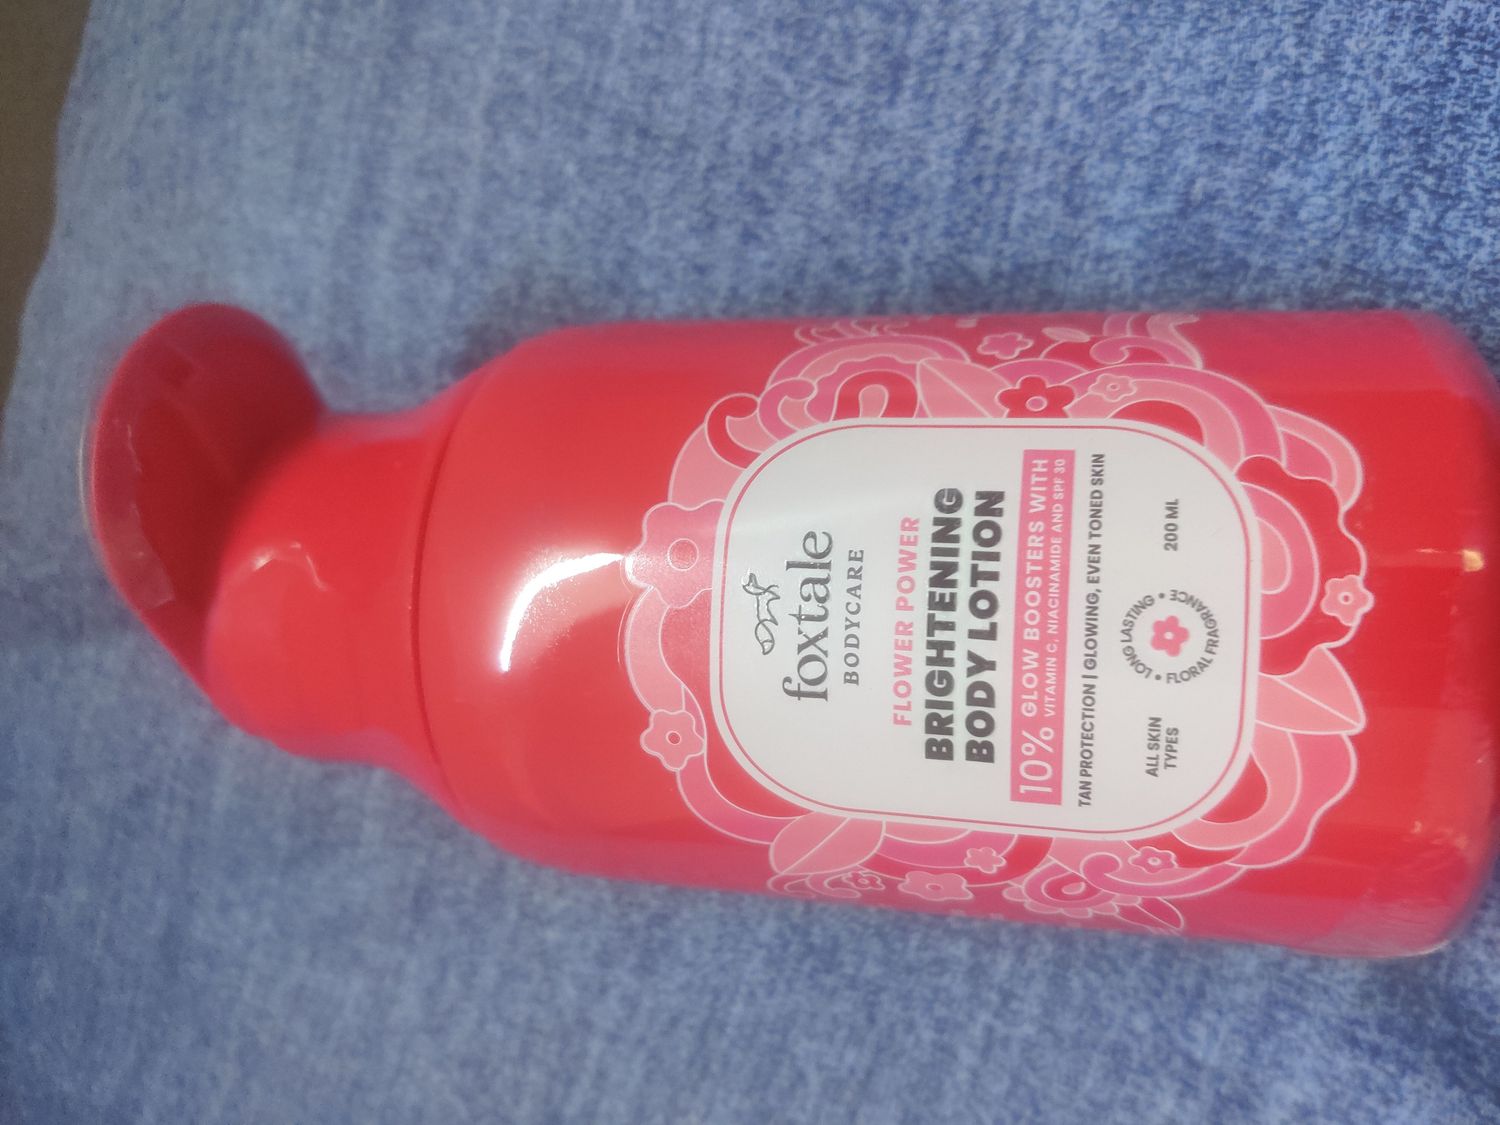 foxtale
BODYCARE
FLOWER POWER
BRIGHTENING
BODY LOTION
10% GLOW BOOSTERS WITH
VITAMIN C, NIACINAMIDE AND SPF 30
TAN PROTECTION | GLOWING, EVEN TONED SKIN
ALL SKIN
TYPES
LONG LASTING • FLORAL FRAGRANCE •
200 ML